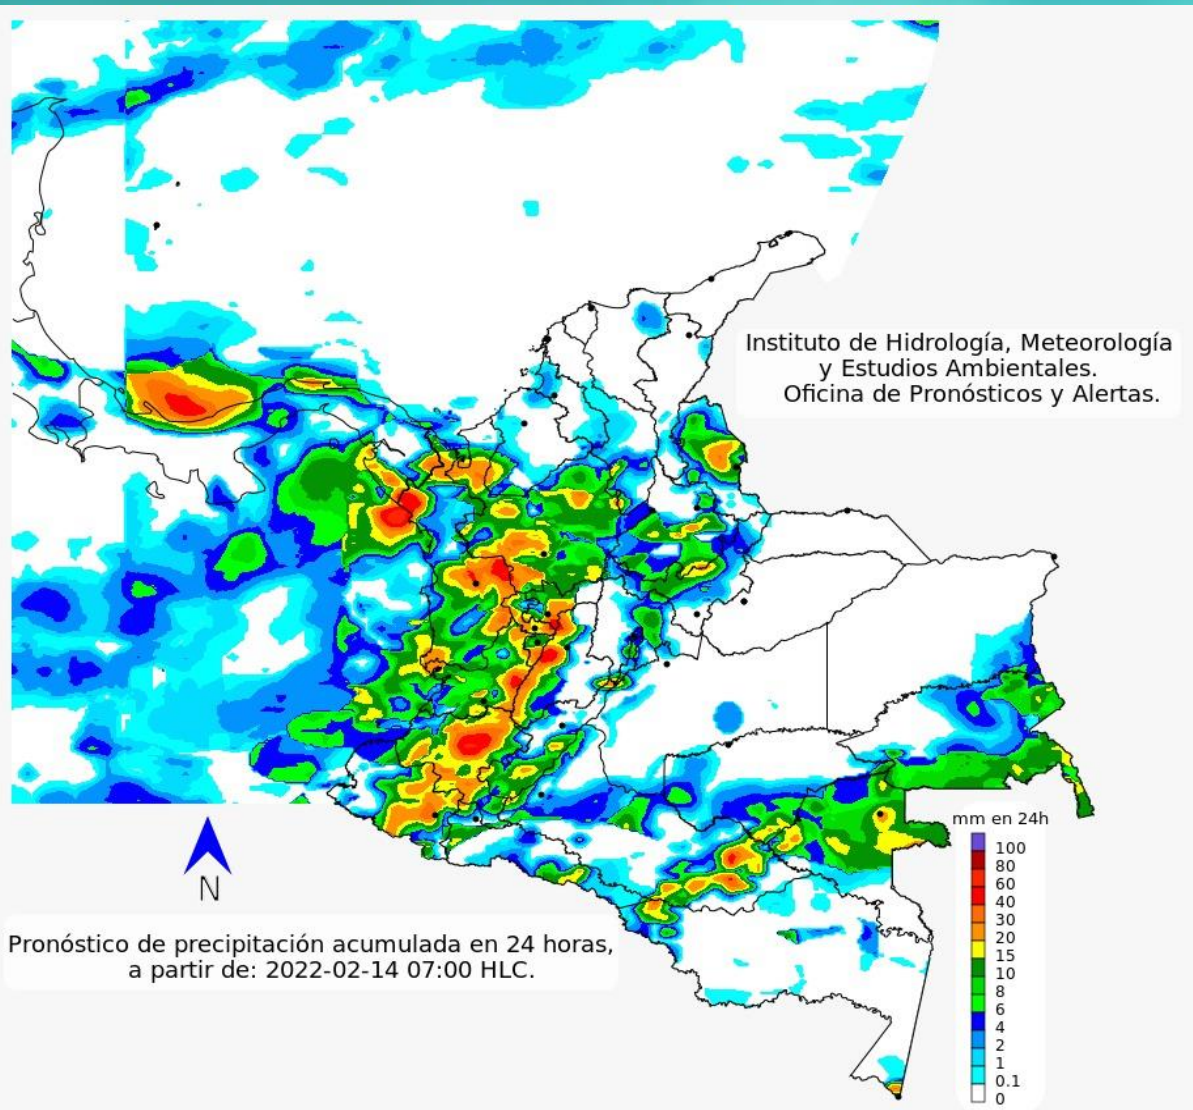 Instituto de Hidrología, Meteorología
y Estudios Ambientales.
Oficina de Pronósticos y Alertas.
mm en 24h
100
80
60
40
30
20
15
10
8
6
4
2
1
0.1
0
N
Pronóstico de precipitación acumulada en 24 horas,
a partir de: 2022-02-14 07:00 HLC.